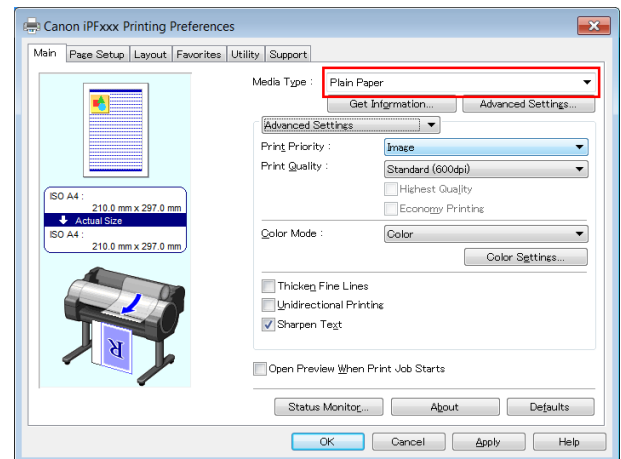 Canon iPFxxx Printing Preferences
Main Page Setup Layout Favorites Utility Support
Media Type : Plain Paper
Get Information... Advanced Settings...
Advanced Settings
Print Priority : Image
Print Quality : Standard (600dpi)
Highest Quality
Economy Printing
ISO A4 :
210.0 mm x 297.0 mm
Actual Size
ISO A4 :
210.0 mm x 297.0 mm
Color Mode : Color
Color Settings...
Thicken Fine Lines
Unidirectional Printing
Sharpen Text
R
Open Preview When Print Job Starts
Status Monitor... About Defaults
OK Cancel Apply Help